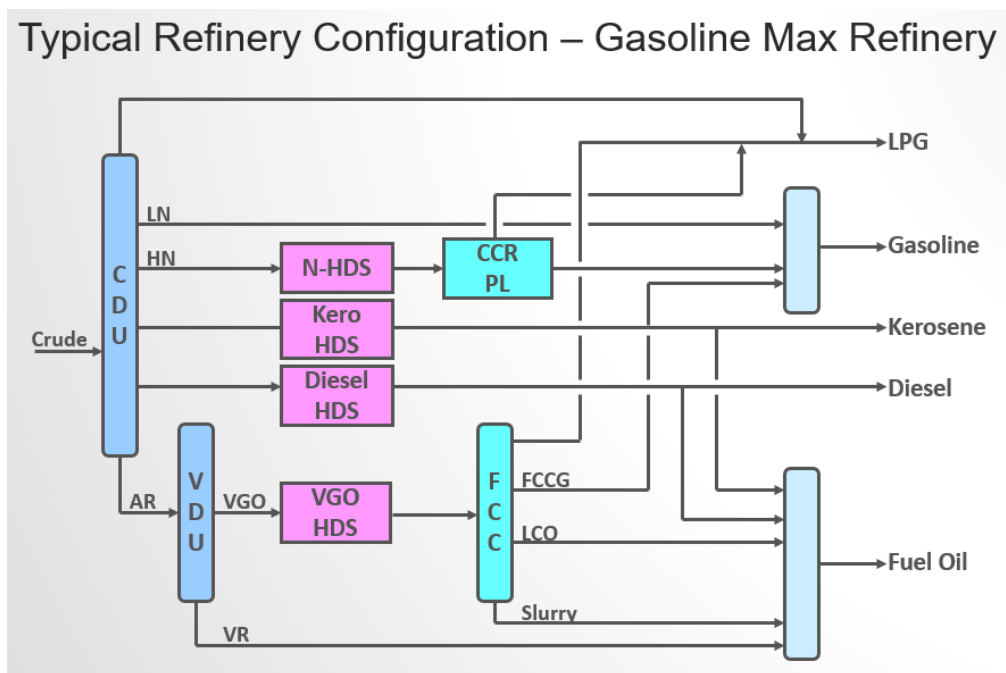 Typical Refinery Configuration – Gasoline Max Refinery
LPG
LN
Gasoline
HN
N-HDS
CCR
PL
C
D
U
Kero
HDS
Kerosene
Crude
Diesel
HDS
Diesel
V
D
U
AR
VGO
VGO
HDS
F
C
C
FCCG
LCO
Fuel Oil
Slurry
VR